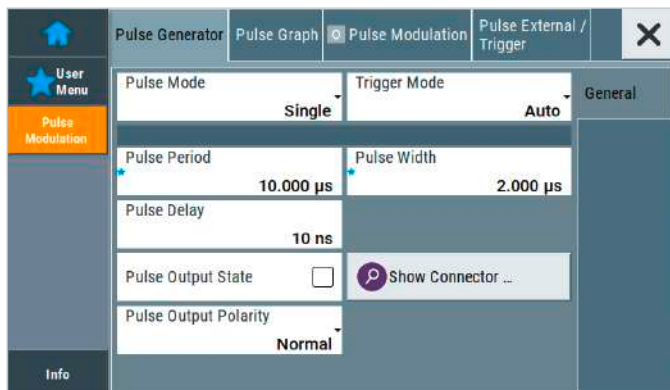 Pulse Generator
Pulse Graph
Pulse Modulation
Pulse External /
Trigger
User
Menu
Pulse
Modulation
Info
Pulse Mode
Single
Trigger Mode
Auto
General
Pulse Period
10.000 µs
Pulse Width
2.000 µs
Pulse Delay
10 ns
Pulse Output State
Show Connector ...
Pulse Output Polarity
Normal